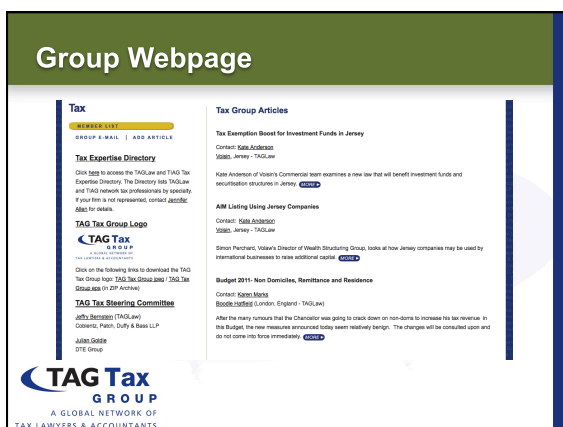 Group Webpage
Tax
MEMBER LIST
GROUP E-MAIL | ADD ARTICLE
Tax Expertise Directory
Click here to access the TAGLaw and TIAG Tax
Expertise Directory. The Directory lists TAGLaw
and TIAG network tax professionals by specialty.
If your firm is not represented, contact Jennifer
Allen for details.
TAG Tax Group Logo
TAG Tax
GROUP
A GLOBAL NETWORK OF
TAX LAWYERS & ACCOUNTANTS
Click on the following links to download the TAG
Tax Group logo: TAG Tax Group jpeg / TAG Tax
Group eps (in ZIP Archive)
TAG Tax Steering Committee
Jeffry Bernstein (TAGLaw)
Coblentz, Patch, Duffy & Bass LLP
Julian Goldie
DTE Group
Tax Group Articles
Tax Exemption Boost for Investment Funds in Jersey
Contact: Kate Anderson
Voisin, Jersey - TAGLaw
Kate Anderson of Voisin's Commercial team examines a new law that will benefit investment funds and
securitisation structures in Jersey. MORE
AIM Listing Using Jersey Companies
Contact: Kate Anderson
Voisin, Jersey - TAGLaw
Simon Perchard, Volaw's Director of Wealth Structuring Group, looks at how Jersey companies may be used by
international businesses to raise additional capital. MORE
Budget 2011- Non Domiciles, Remittance and Residence
Contact: Karen Marks
Boodle Hatfield (London, England - TAGLaw)
After the many rumours that the Chancellor was going to crack down on non-doms to increase his tax revenue in
this Budget, the new measures announced today seem relatively benign. The changes will be consulted upon and
do not come into force immediately. MORE
TAG Tax
GROUP
A GLOBAL NETWORK OF
TAX LAWYERS & ACCOUNTANTS